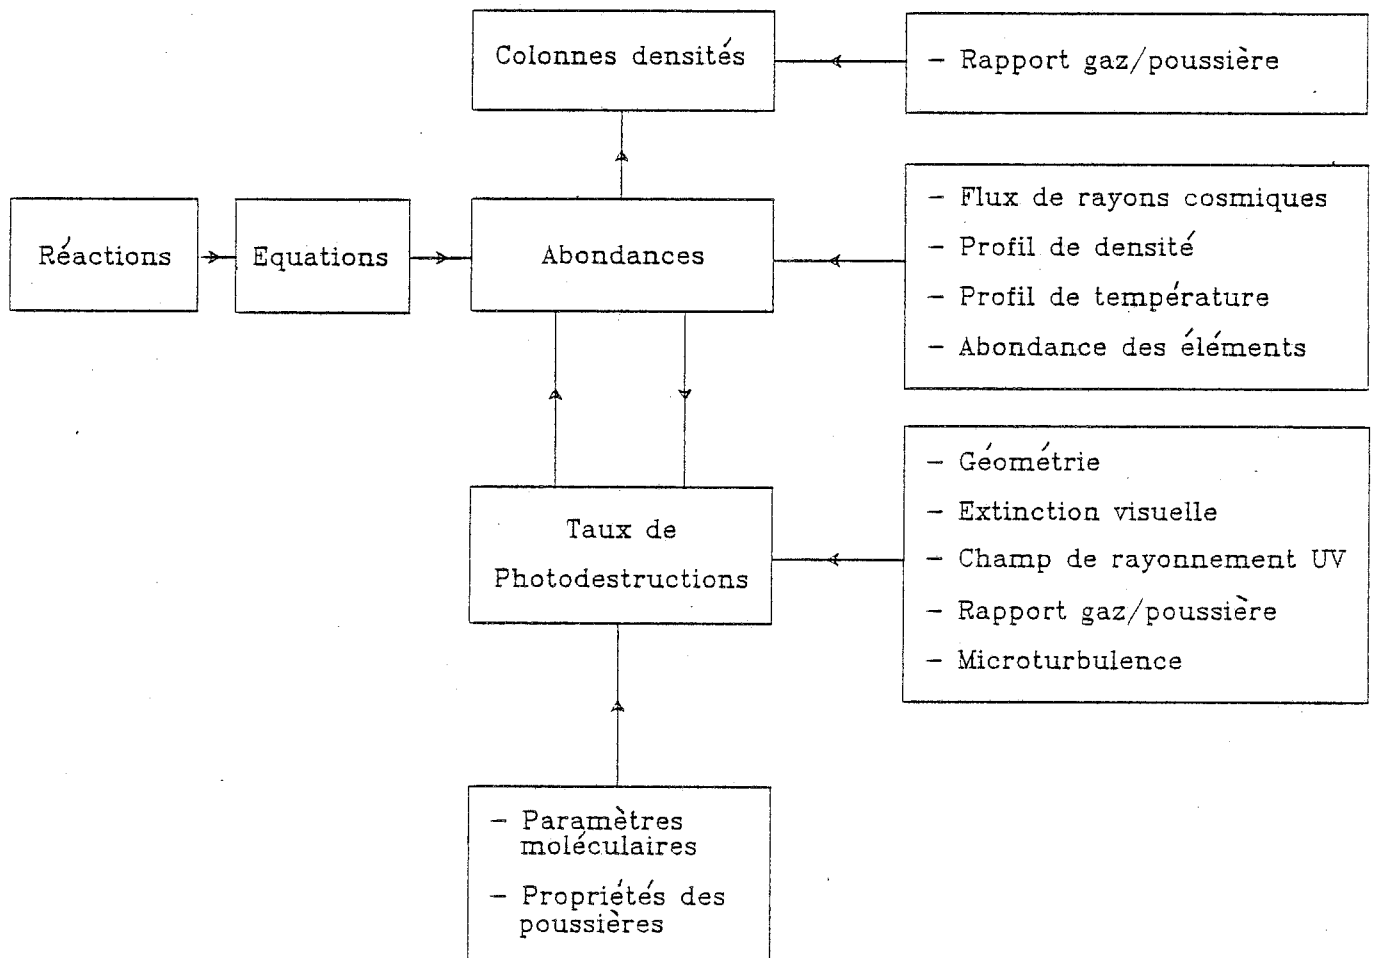 Colonnes densités
– Rapport gaz/poussière
Réactions
Equations
Abondances
– Flux de rayons cosmiques
– Profil de densité
– Profil de température
– Abondance des éléments
Taux de
Photodestructions
– Géométrie
– Extinction visuelle
– Champ de rayonnement UV
– Rapport gaz/poussière
– Microturbulence
– Paramètres
moléculaires
– Propriétés des
poussières